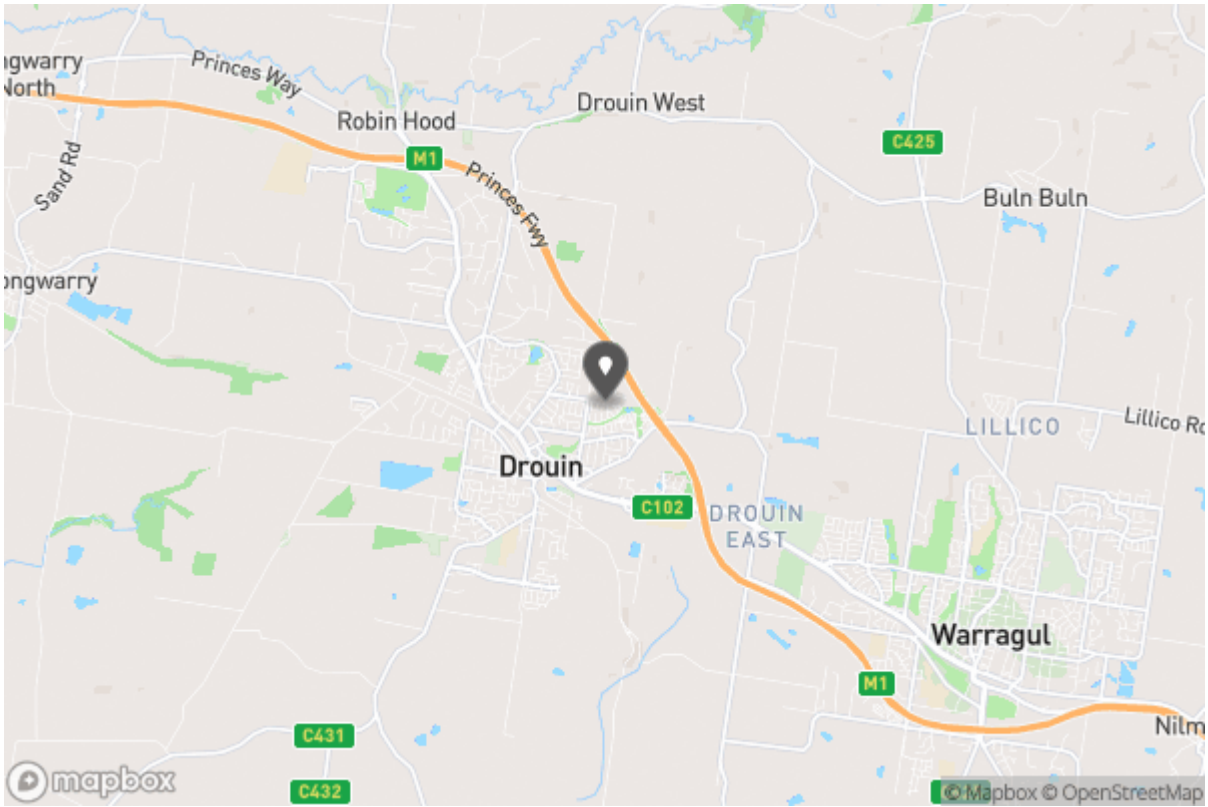 ngwarry
North
Princes Way
Drouin West
Robin Hood
C425
M1
Sand Rd
Princes Fwy
Buln Buln
ongwarry
LILLICO
Lillico Rd
Drouin
C102
DROUIN
EAST
Warragul
M1
Nilm
C431
C432
mapbox
© Mapbox © OpenStreetMap